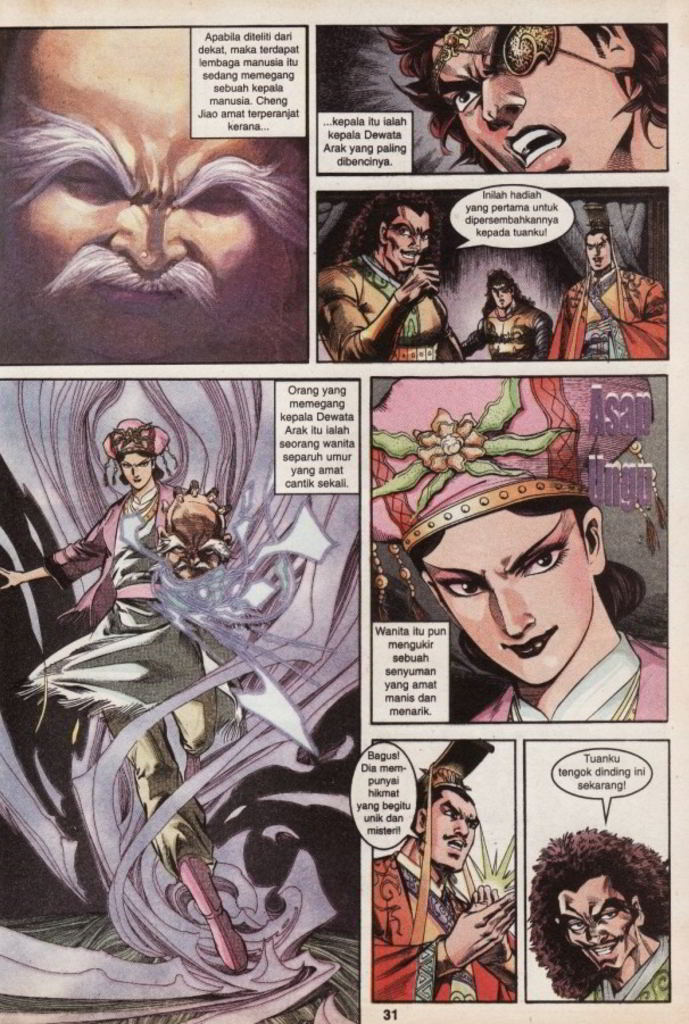 Apabila diteliti dari
dekat, maka terdapat
lembaga manusia itu
sedang memegang
sebuah kepala
manusia. Cheng
Jiao amat terperanjat
kerana...
...kepala itu ialah
kepala Dewata
Arak yang paling
dibencinya.
Inilah hadiah
yang pertama untuk
dipersembahkannya
kepada tuanku!
Orang yang
memegang
kepala Dewata
Arak itu ialah
seorang wanita
separuh umur
yang amat
cantik sekali.
Asap
Ungu
Wanita itu pun
mengukir
sebuah
senyuman
yang amat
manis dan
menarik.
Bagus!
Dia mem-
punyai
hikmat
yang begitu
unik dan
misteri!
Tuanku
tengok dinding ini
sekarang!
31